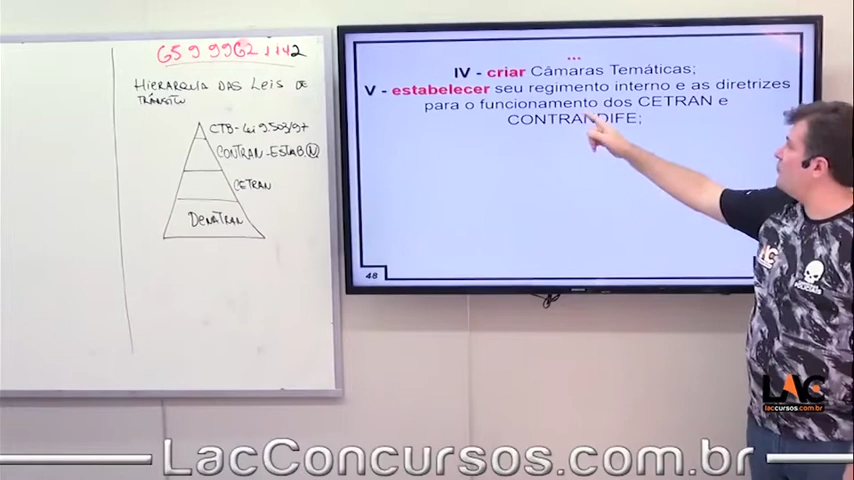 65 9 9962 1142
HIERARQUIA DAS LEIS DE
TRÂNSITO
CTB - Lei 9.503/97
CONTRAN - ESTAB. N
CETRAN
DENATRAN
...
IV - criar Câmaras Temáticas;
V - estabelecer seu regimento interno e as diretrizes
para o funcionamento dos CETRAN e
CONTRANDIFE;
48
LAC
LAC
laccursos.com.br
LacConcursos.com.br